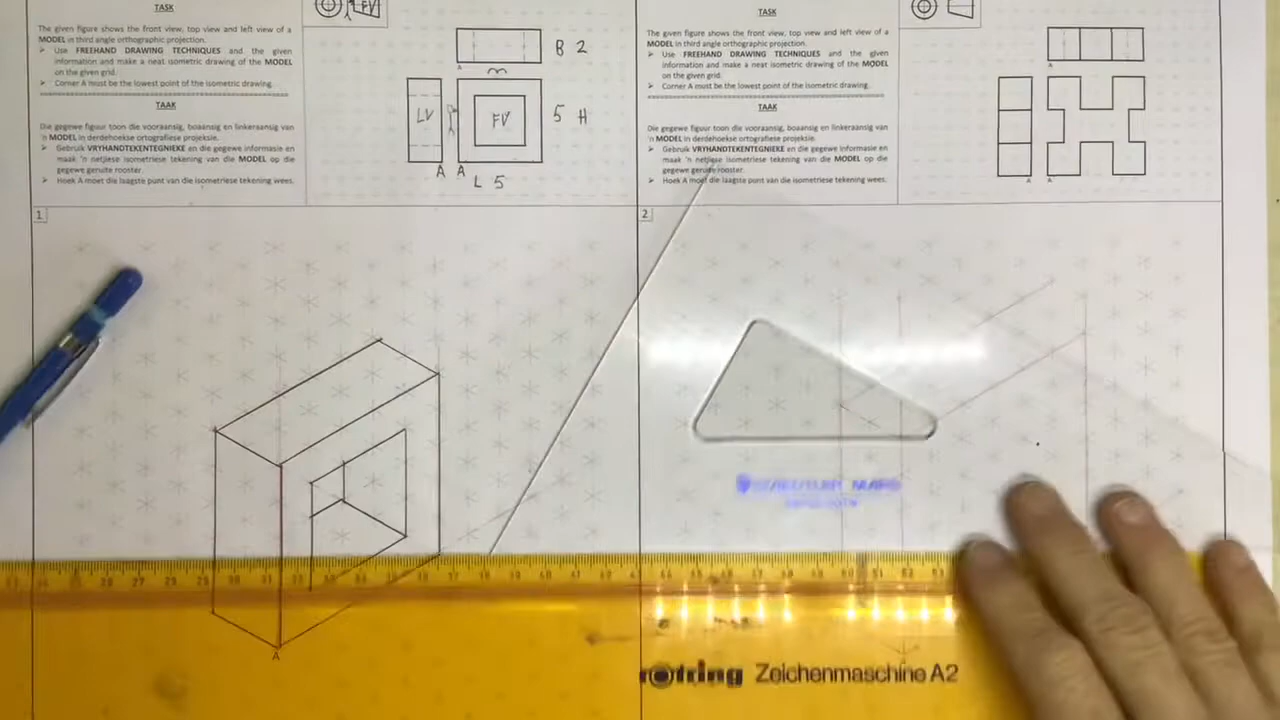 TASK
The given figure shows the front view, top view and left view of a
MODEL in third angle orthographic projection.
➢ Use FREEHAND DRAWING TECHNIQUES and the given
information and make a neat isometric drawing of the MODEL
on the given grid.
➢ Corner A must be the lowest point of the isometric drawing.
TAAK
Die gegewe figuur toon die vooraansig, boaansig en linkeraansig van
'n MODEL in derdehoekse ortografiese projeksie.
➢ Gebruik VRYHANDTEKENTEGNIEKE en die gegewe informasie en
maak 'n netjiese isometriese tekening van die MODEL op die
gegewe geruite rooster.
➢ Hoek A moet die laagste punt van die isometriese tekening wees.
FV
B 2
A
LV
FV
5 H
A A
L 5
1
A
TASK
The given figure shows the front view, top view and left view of a
MODEL in third angle orthographic projection.
➢ Use FREEHAND DRAWING TECHNIQUES and the given
information and make a neat isometric drawing of the MODEL
on the given grid.
➢ Corner A must be the lowest point of the isometric drawing.
TAAK
Die gegewe figuur toon die vooraansig, boaansig en linkeraansig van
'n MODEL in derdehoekse ortografiese projeksie.
➢ Gebruik VRYHANDTEKENTEGNIEKE en die gegewe informasie en
maak 'n netjiese isometriese tekening van die MODEL op die
gegewe geruite rooster.
➢ Hoek A moet die laagste punt van die isometriese tekening wees.
A
A A
2
rotring Zeichenmaschine A2